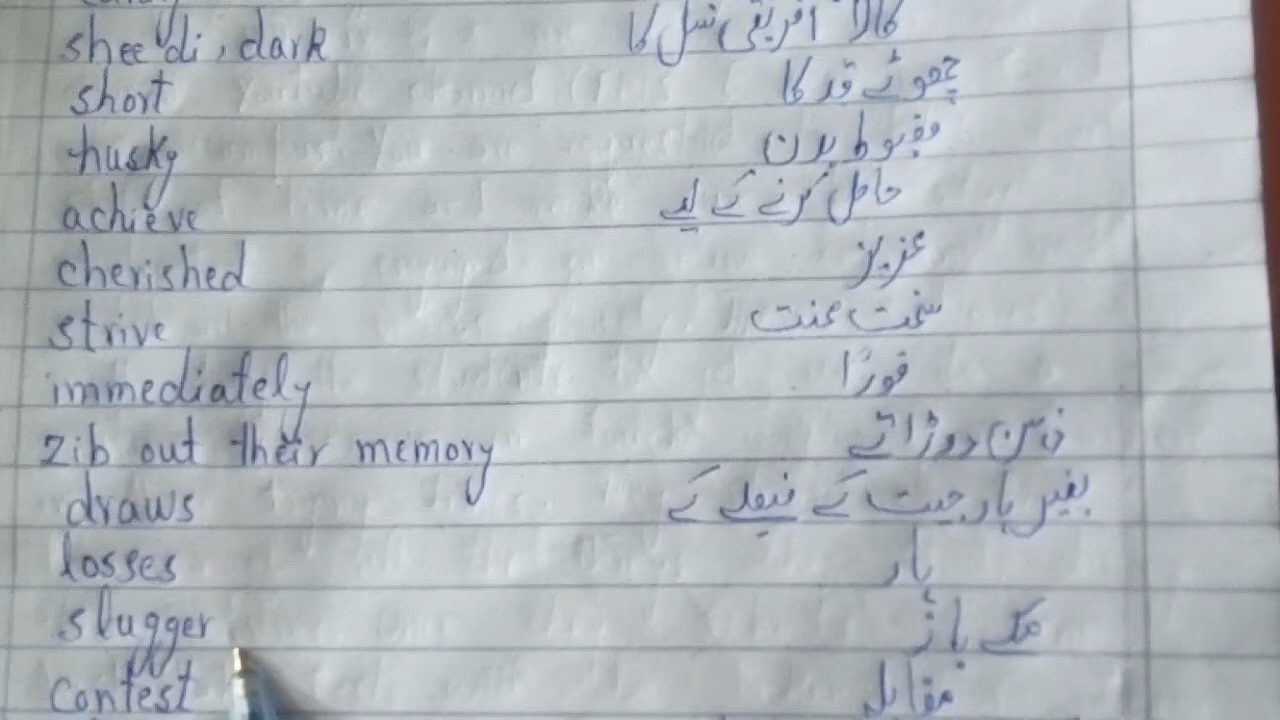 sheedi, dark کالا افریقی نسل کا
short چھوٹے قد کا
husky مضبوط بدن
achieve حاصل کرنے کے لیے
cherished عزیز
strive سخت محنت
immediately فوراً
zib out their memory ذہن دوڑاتے
draws بغیر ہار جیت کے فیصلے کے
losses ہار
slugger مکے باز
contest مقابلہ